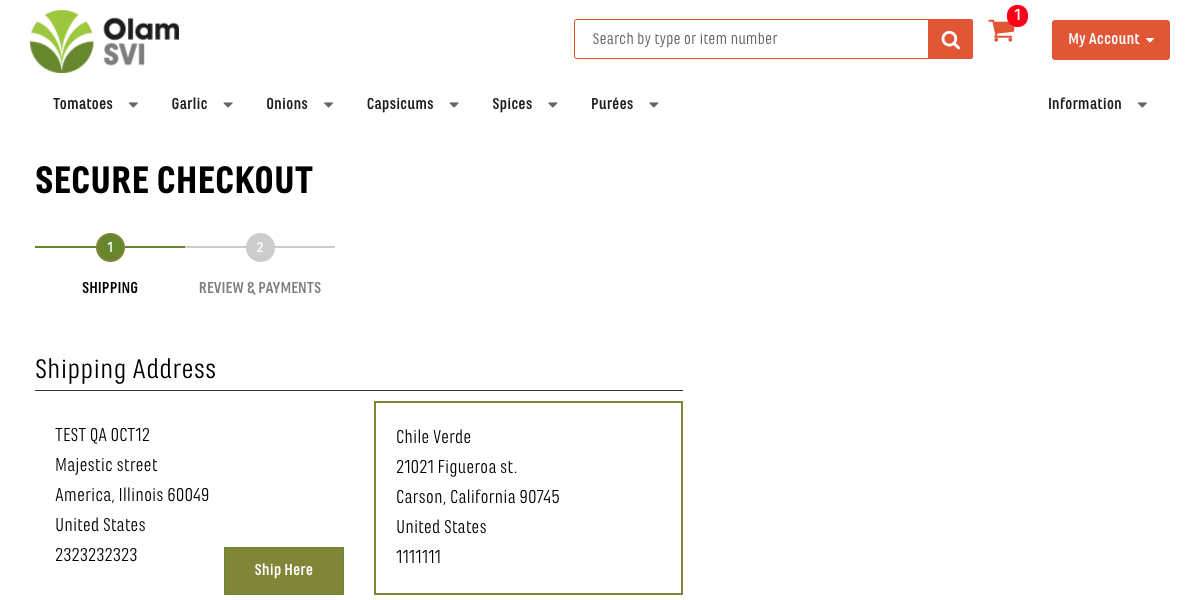 Olam
SVI
Search by type or item number
1
My Account
Tomatoes
Garlic
Onions
Capsicums
Spices
Purées
Information
SECURE CHECKOUT
1
2
SHIPPING
REVIEW & PAYMENTS
Shipping Address
TEST QA OCT12
Majestic street
America, Illinois 60049
United States
2323232323
Ship Here
Chile Verde
21021 Figueroa st.
Carson, California 90745
United States
1111111